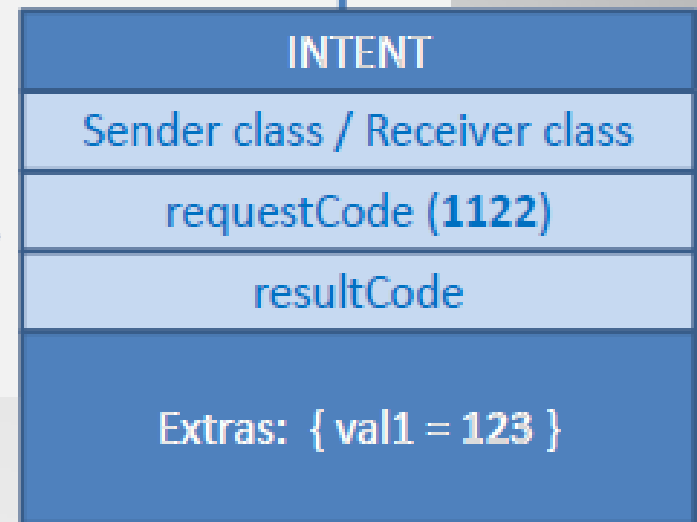 INTENT
Sender class / Receiver class
requestCode (1122)
resultCode
Extras: { val1 = 123 }